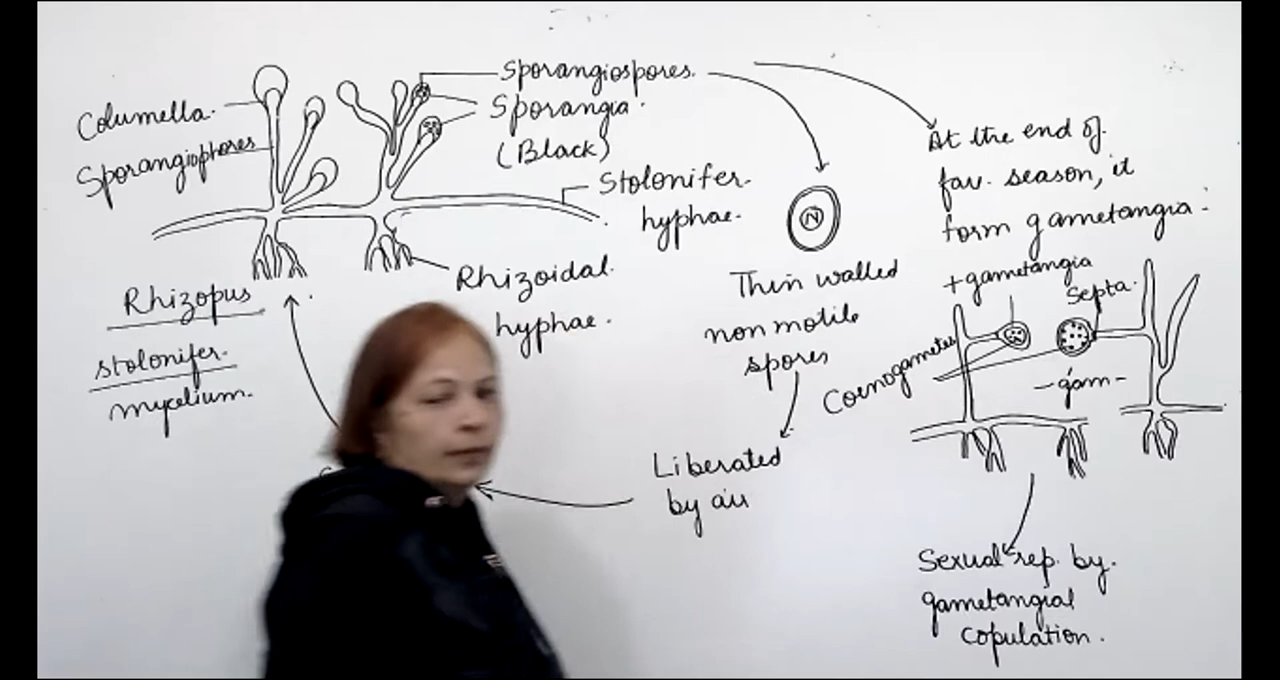 Columella.
Sporangiophores
Sporangiospores.
Sporangia.
(Black)
Stolonifer.
hyphae.
Rhizoidal.
hyphae.
Rhizopus
stolonifer.
mycelium.
N
Thin walled
non motile
spores
Liberated
by air
At the end of
fav. season, it
form gametangia.
+gametangia
Septa.
Coenogametes
-gam-
Sexual rep. by.
gametangial
copulation.